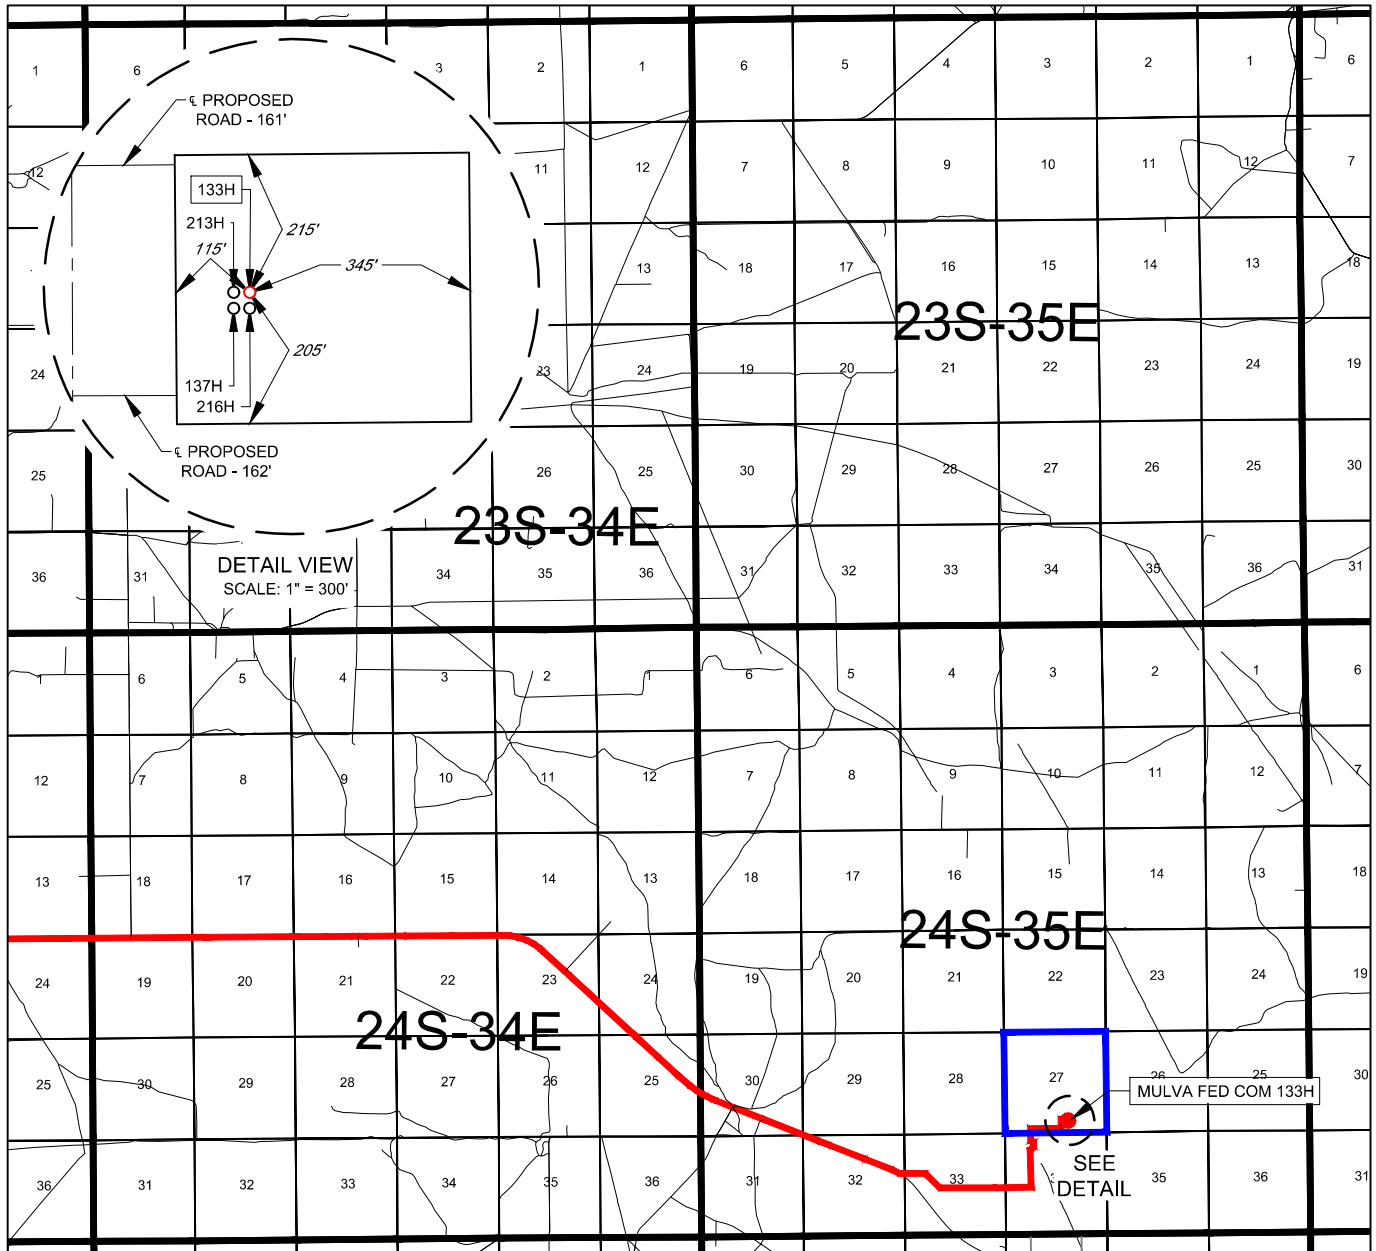 1 6 3 2 1 6 5 4 3 2 1 6
℄ PROPOSED
ROAD - 161'
12 11 12 7 8 9 10 11 12 7
133H
213H
115'
215'
345'
13 18 17 16 15 14 13 18
23S-35E
205'
24 23 24 19 20 21 22 23 24 19
137H
216H
℄ PROPOSED
ROAD - 162'
25 26 25 30 29 28 27 26 25 30
23S-34E
DETAIL VIEW
SCALE: 1" = 300'
36 31 34 35 36 31 32 33 34 35 36 31
1 6 5 4 3 2 1 6 5 4 3 2 1 6
12 7 8 9 10 11 12 7 8 9 10 11 12 7
13 18 17 16 15 14 13 18 17 16 15 14 13 18
24S-35E
24 19 20 21 22 23 24 19 20 21 22 23 24 19
24S-34E
25 30 29 28 27 26 25 30 29 28 27 26 25 30
MULVA FED COM 133H
SEE
DETAIL
36 31 32 33 34 35 36 31 32 33 35 36 31